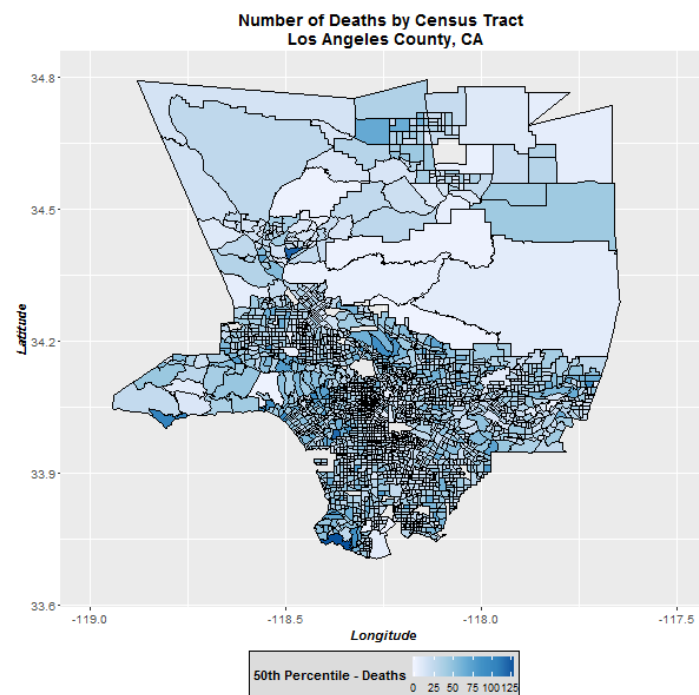 Number of Deaths by Census Tract
Los Angeles County, CA
34.8
34.5
34.2
33.9
33.6
Latitude
-119.0 -118.5 -118.0 -117.5
Longitude
50th Percentile - Deaths
0 25 50 75 100 125